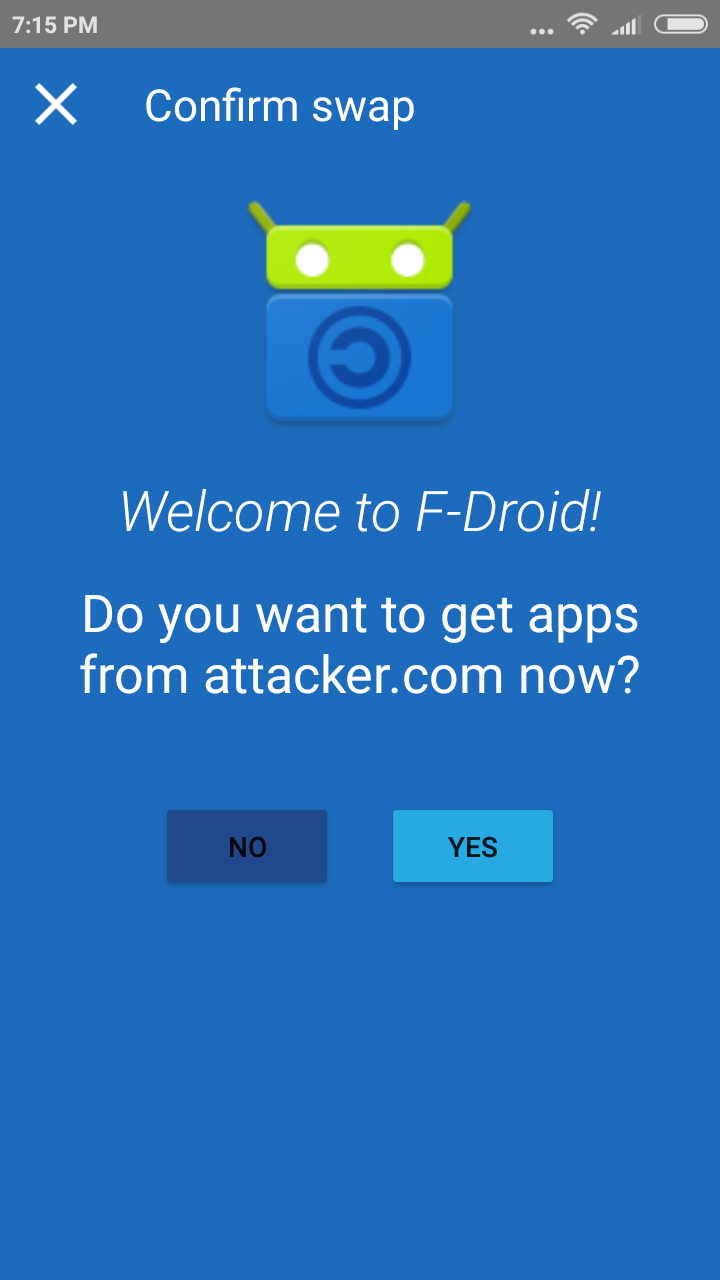 7:15 PM
Confirm swap
Welcome to F-Droid!
Do you want to get apps
from attacker.com now?
NO
YES